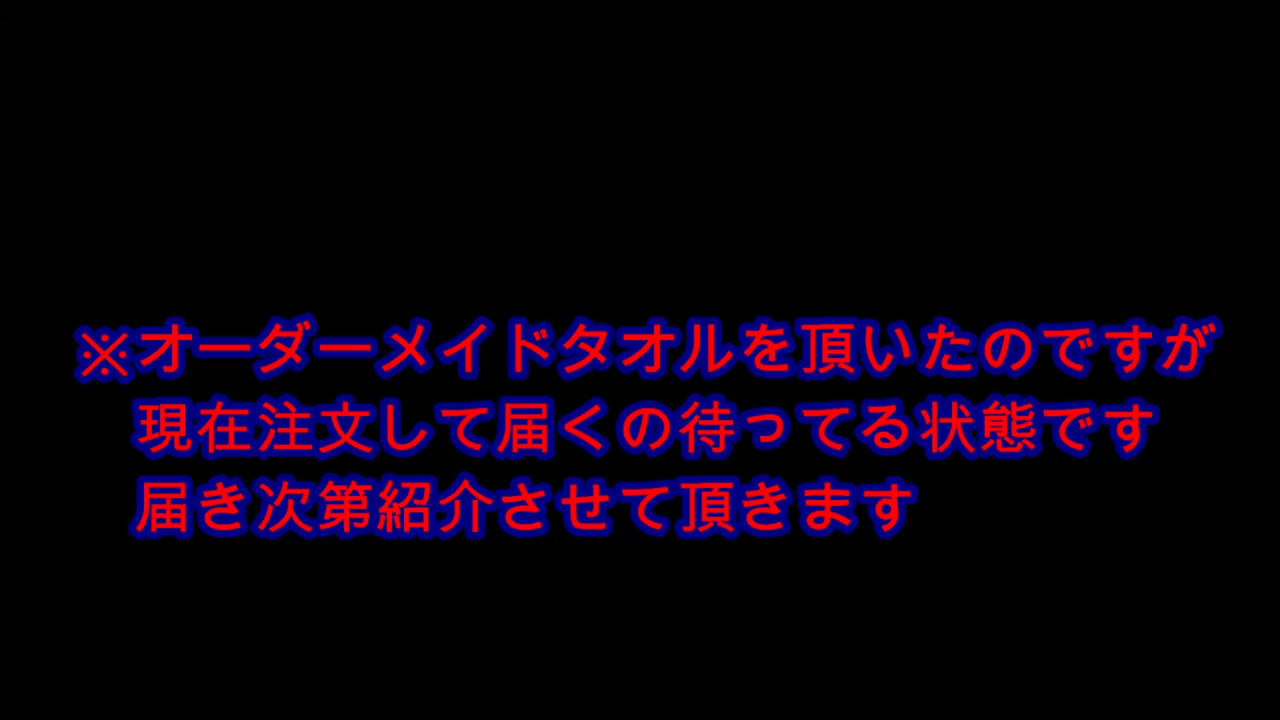 ※オーダーメイドタオルを頂いたのですが
現在注文して届くの待ってる状態です
届き次第紹介させて頂きます